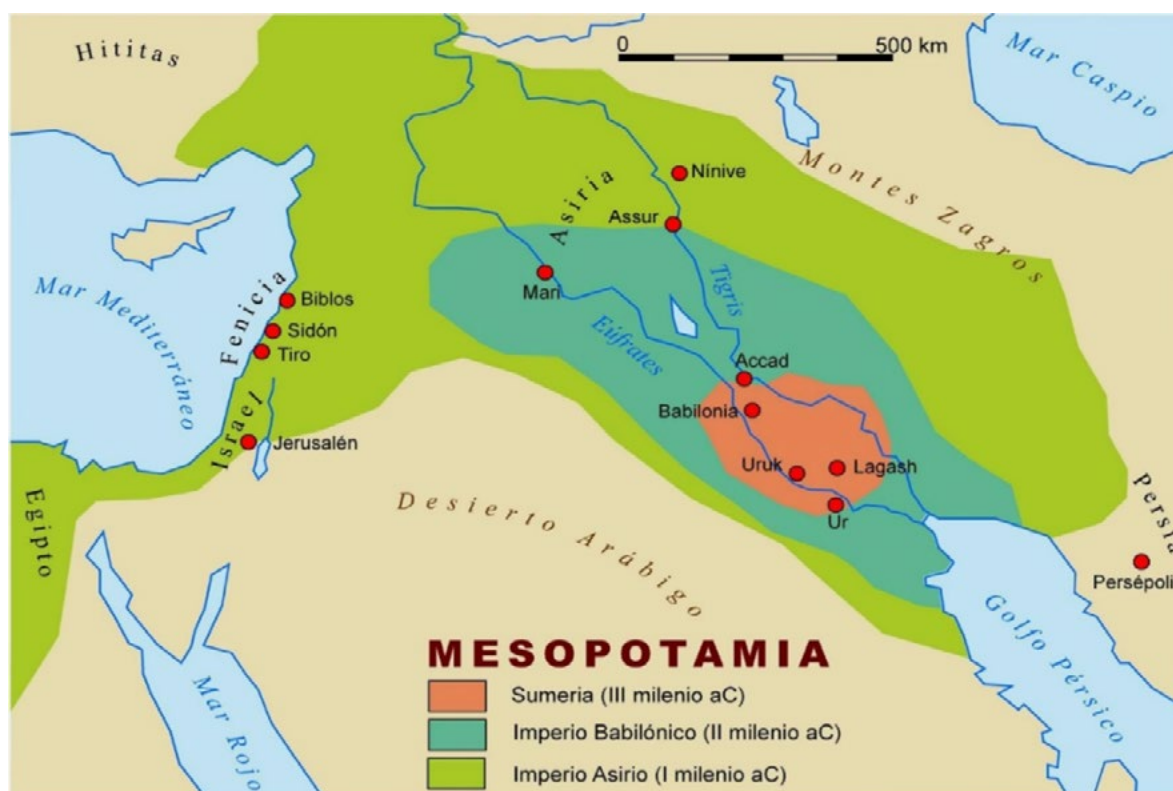 Hititas
0 500 km
Mar Caspio
Montes Zagros
Nínive
Asiria
Assur
Tigris
Mari
Eúfrates
Mar Mediterráneo
Fenicia
Biblos
Sidón
Tiro
Israel
Jerusalén
Egipto
Accad
Babilonia
Uruk
Lagash
Ur
Desierto Arábigo
Persia
Persépoli
Golfo Pérsico
Mar Rojo
MESOPOTAMIA
Sumeria (III milenio aC)
Imperio Babilónico (II milenio aC)
Imperio Asirio (I milenio aC)